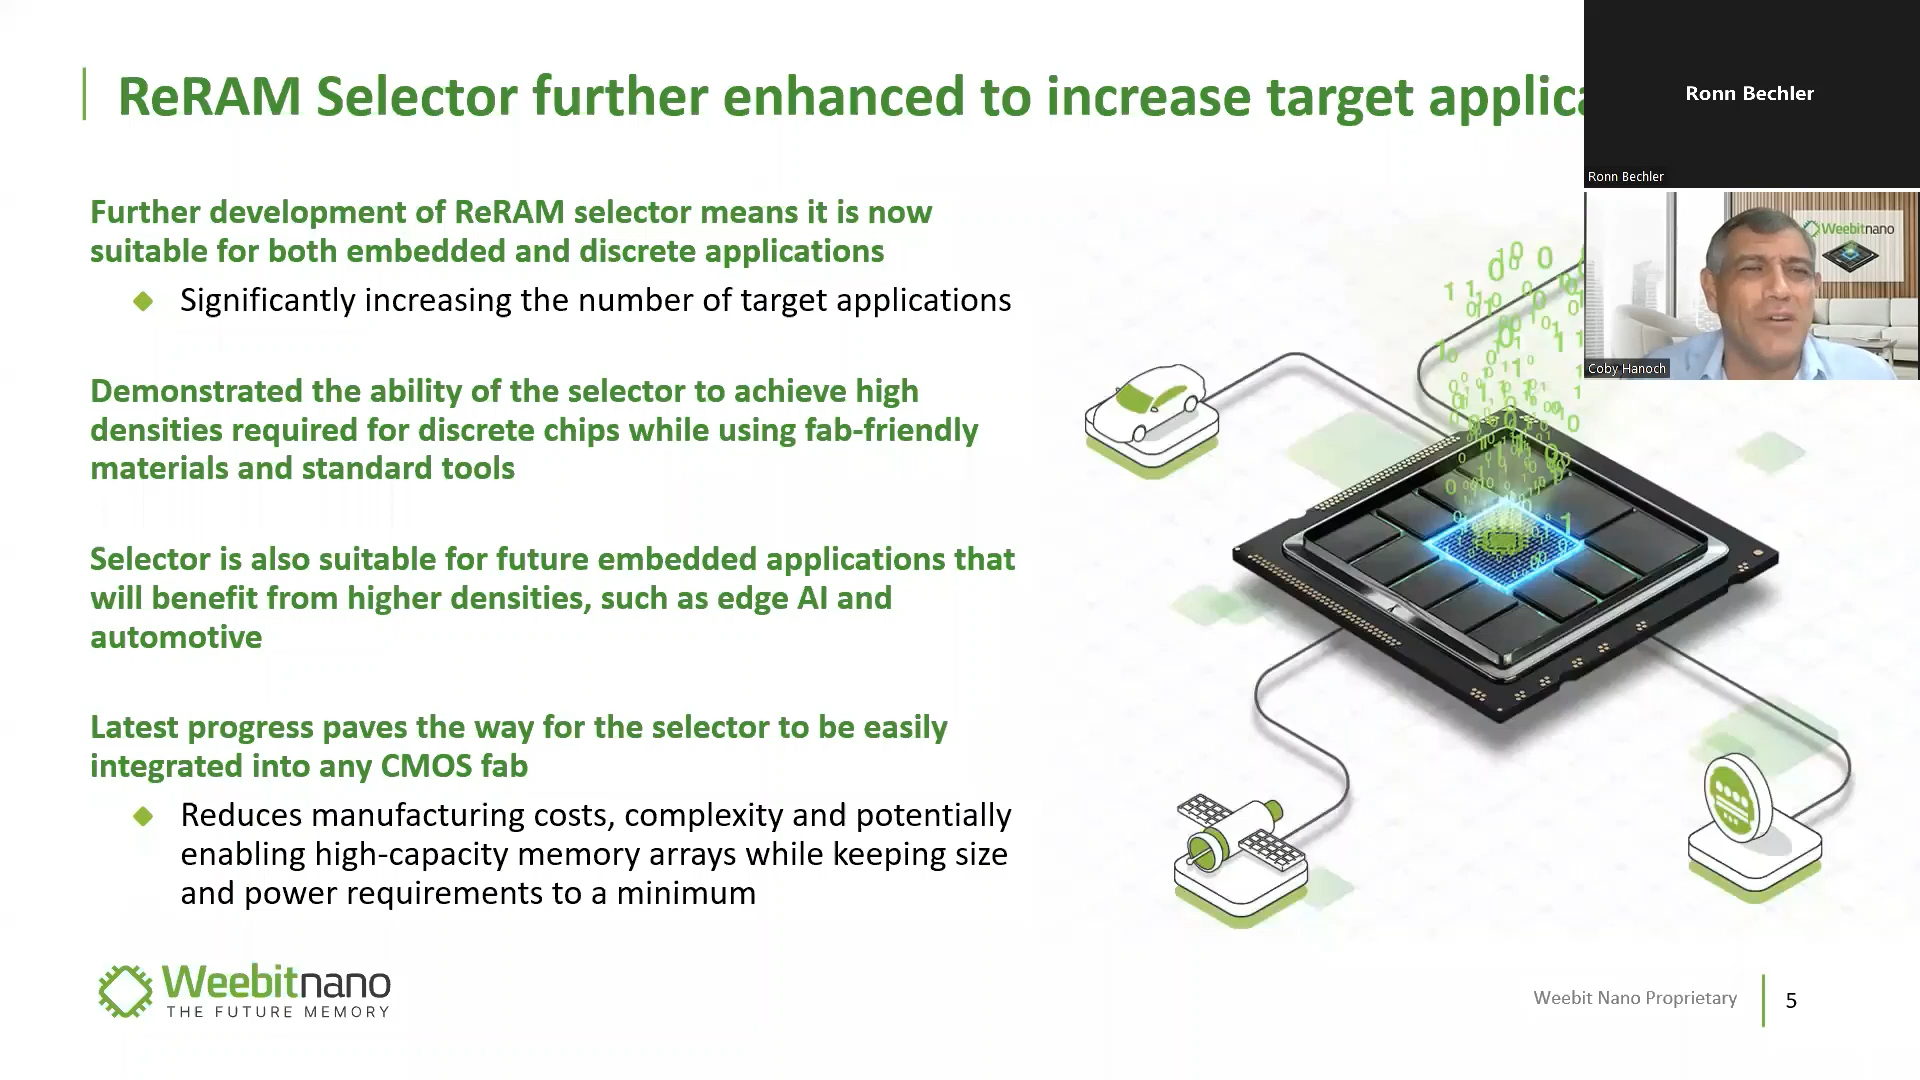 ReRAM Selector further enhanced to increase target applica
Ronn Bechler
Ronn Bechler
Weebitnano
Coby Hanoch
Further development of ReRAM selector means it is now
suitable for both embedded and discrete applications
Significantly increasing the number of target applications
Demonstrated the ability of the selector to achieve high
densities required for discrete chips while using fab-friendly
materials and standard tools
Selector is also suitable for future embedded applications that
will benefit from higher densities, such as edge AI and
automotive
Latest progress paves the way for the selector to be easily
integrated into any CMOS fab
Reduces manufacturing costs, complexity and potentially
enabling high-capacity memory arrays while keeping size
and power requirements to a minimum
Weebitnano
THE FUTURE MEMORY
Weebit Nano Proprietary
5